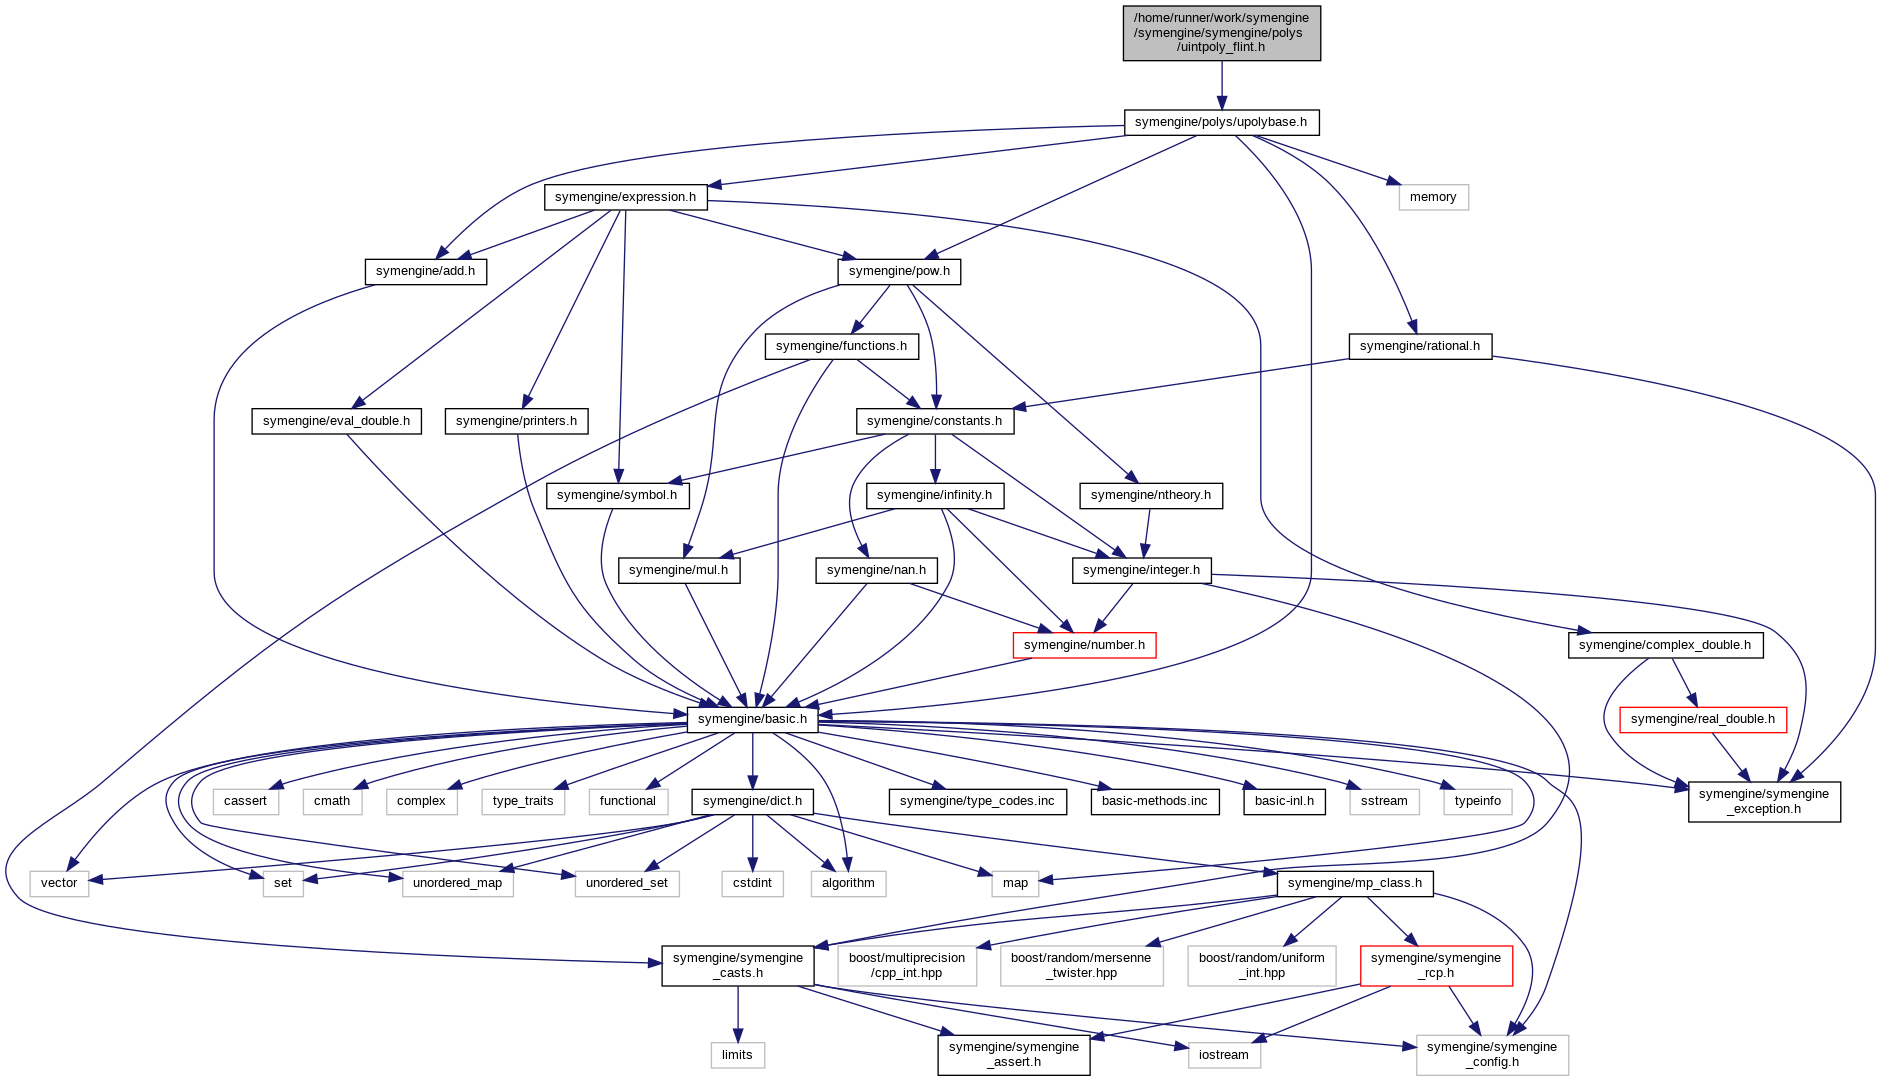 /home/runner/work/symengine
/symengine/symengine/polys
/uintpoly_flint.h
symengine/polys/upolybase.h
symengine/expression.h
memory
symengine/add.h
symengine/pow.h
symengine/functions.h
symengine/rational.h
symengine/eval_double.h
symengine/printers.h
symengine/constants.h
symengine/symbol.h
symengine/infinity.h
symengine/ntheory.h
symengine/mul.h
symengine/nan.h
symengine/integer.h
symengine/number.h
symengine/complex_double.h
symengine/basic.h
symengine/real_double.h
cassert
cmath
complex
type_traits
functional
symengine/dict.h
symengine/type_codes.inc
basic-methods.inc
basic-inl.h
sstream
typeinfo
symengine/symengine
_exception.h
vector
set
unordered_map
unordered_set
cstdint
algorithm
map
symengine/mp_class.h
symengine/symengine
_casts.h
boost/multiprecision
/cpp_int.hpp
boost/random/mersenne
_twister.hpp
boost/random/uniform
_int.hpp
symengine/symengine
_rcp.h
limits
symengine/symengine
_assert.h
iostream
symengine/symengine
_config.h